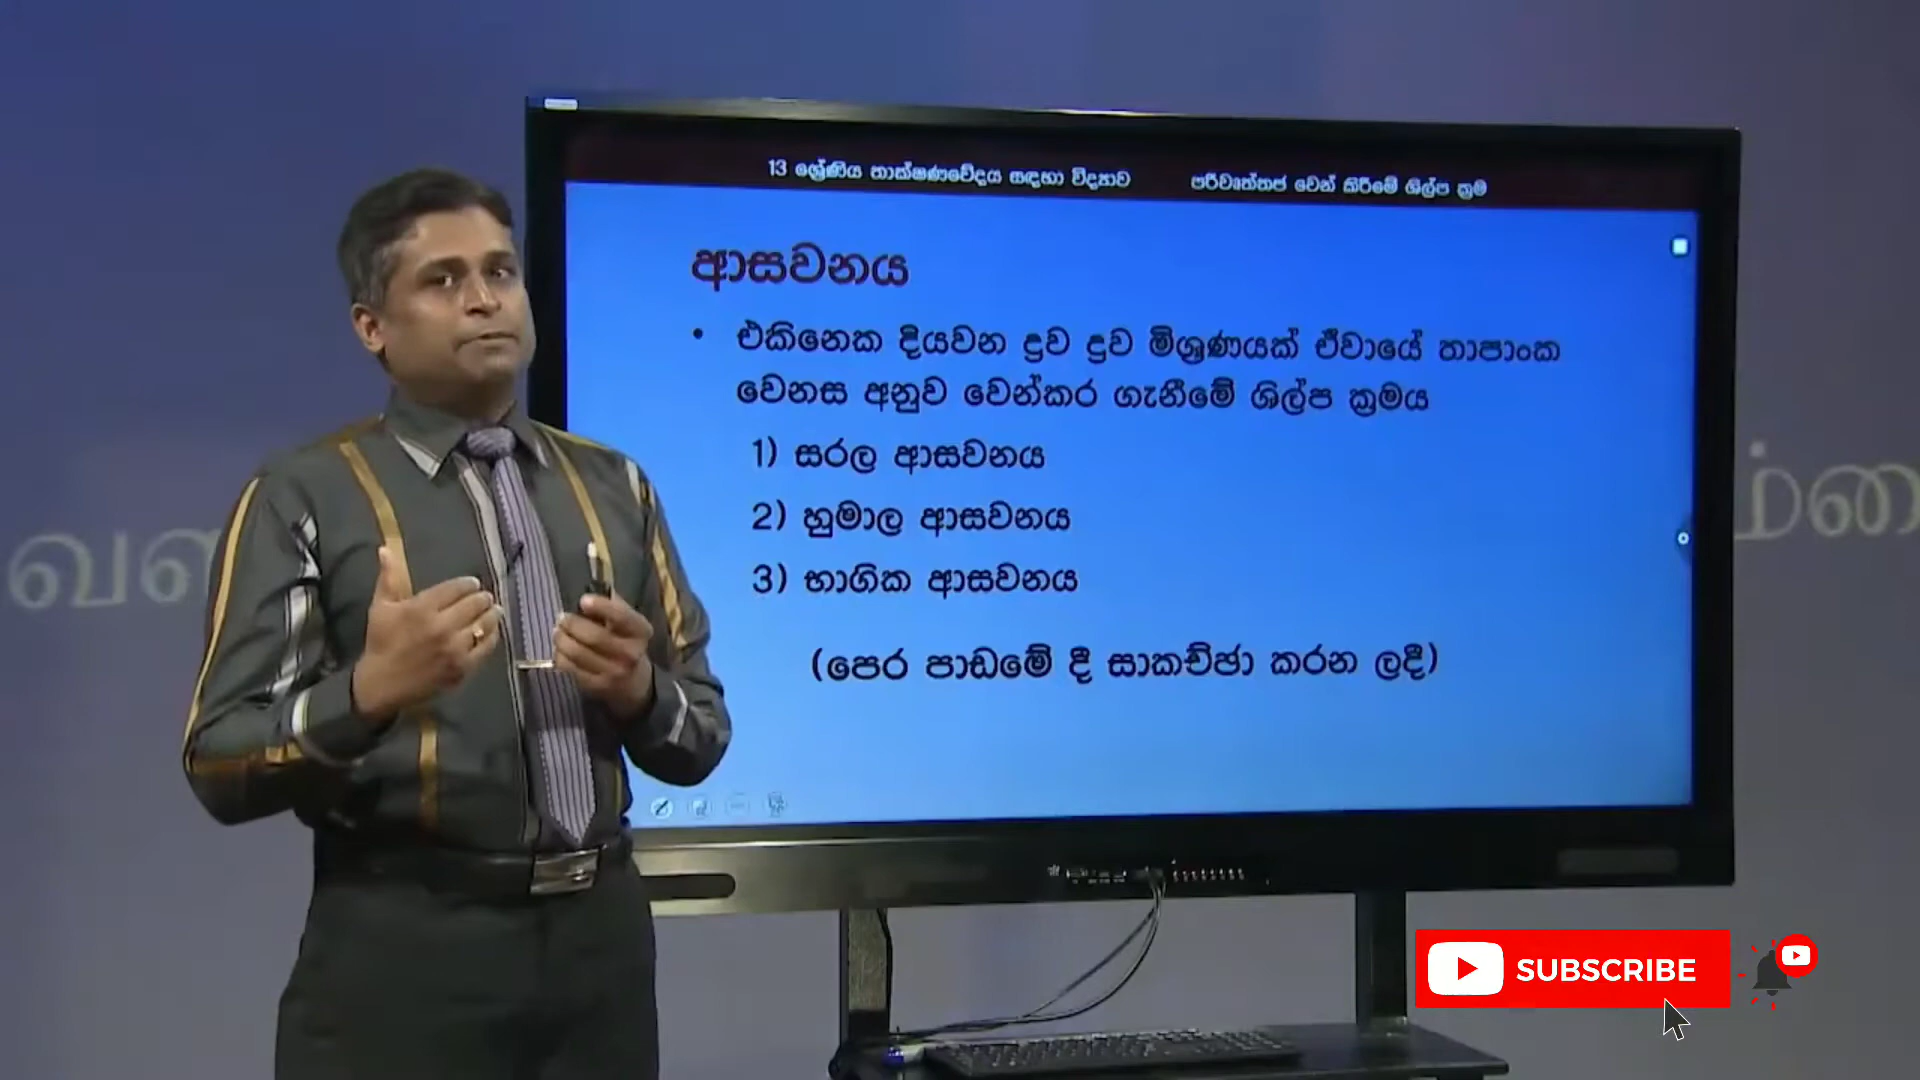 13 ශ්‍රේණිය තාක්ෂණවේදය සඳහා විද්‍යාව පරිවෘත්තජ වෙන් කිරීමේ ශිල්ප ක්‍රම
ආසවනය
• එකිනෙක දියවන ද්‍රව ද්‍රව මිශ්‍රණයක් ඒවායේ තාපාංක
වෙනස අනුව වෙන්කර ගැනීමේ ශිල්ප ක්‍රමය
1) සරල ආසවනය
2) හුමාල ආසවනය
3) භාගික ආසවනය
(පෙර පාඩමේ දී සාකච්ඡා කරන ලදී)
SUBSCRIBE